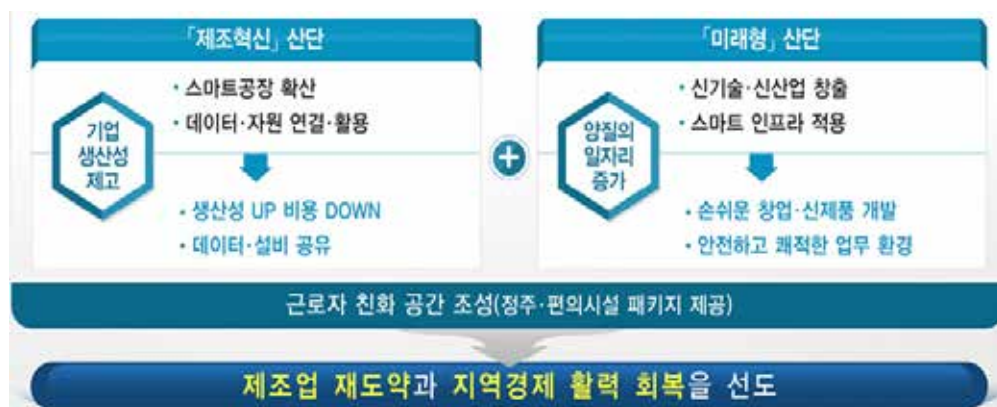 「제조혁신」 산단
기업
생산성
제고
• 스마트공장 확산
• 데이터·자원 연결·활용
• 생산성 UP 비용 DOWN
• 데이터·설비 공유
+
「미래형」 산단
양질의
일자리
증가
• 신기술·신산업 창출
• 스마트 인프라 적용
• 손쉬운 창업·신제품 개발
• 안전하고 쾌적한 업무 환경
근로자 친화 공간 조성(정주·편의시설 패키지 제공)
제조업 재도약과 지역경제 활력 회복을 선도